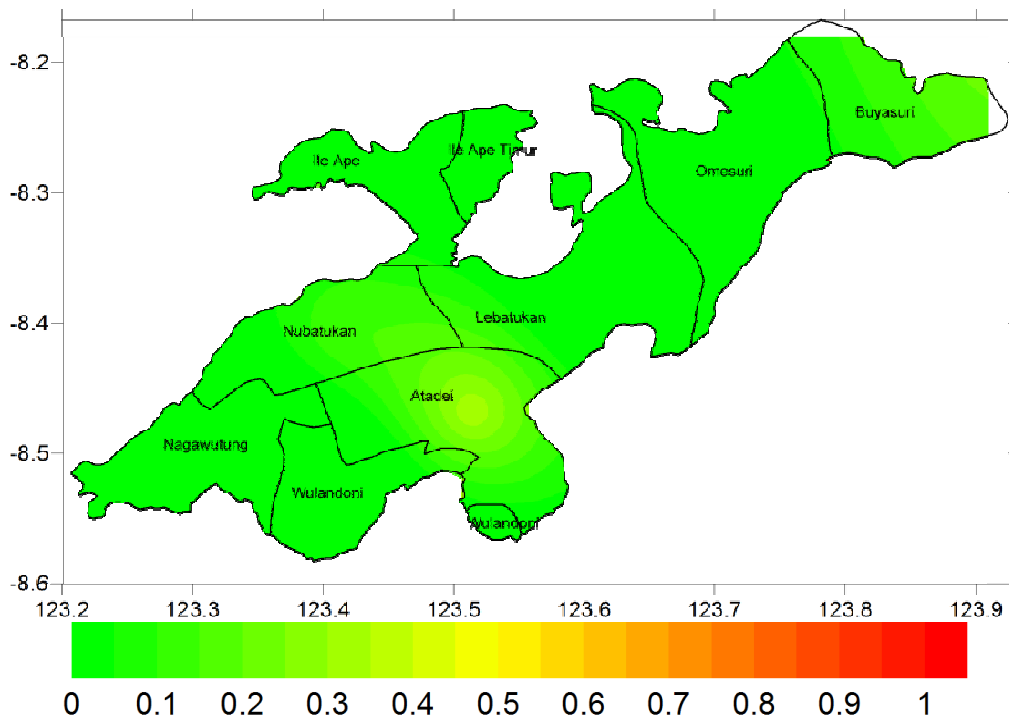 -8.2
Buyasuri
Ile Ape Timur
Ile Ape
Omesuri
-8.3
Lebatukan
-8.4
Nubatukan
Atadei
Nagawutung
-8.5
Wulandoni
Wulandoni
-8.6
123.2 123.3 123.4 123.5 123.6 123.7 123.8 123.9
0 0.1 0.2 0.3 0.4 0.5 0.6 0.7 0.8 0.9 1